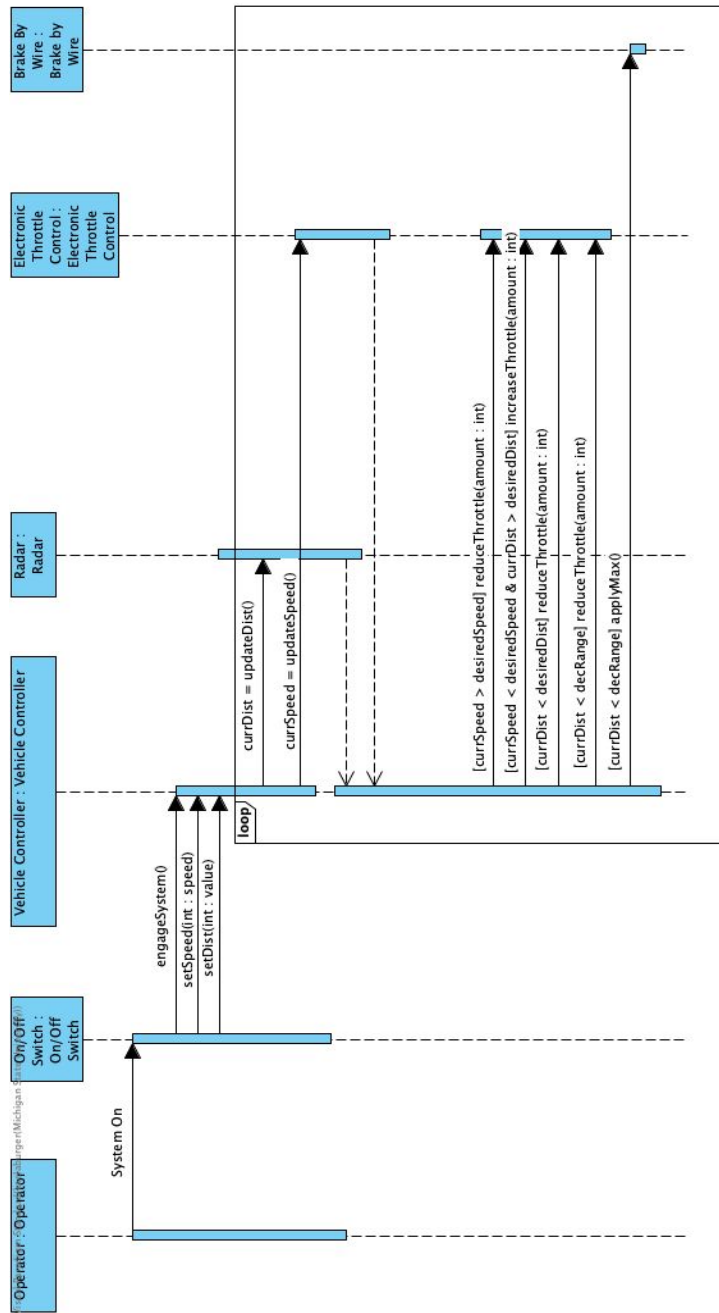 Operator : Operator
On/Off
Switch :
On/Off
Switch
Vehicle Controller : Vehicle Controller
Radar :
Radar
Electronic
Throttle
Control :
Electronic
Throttle
Control
Brake By
Wire :
Brake by
Wire
System On
engageSystem()
setSpeed(int : speed)
setDist(int : value)
loop
currDist = updateDist()
currSpeed = updateSpeed()
[currSpeed > desiredSpeed] reduceThrottle(amount : int)
[currSpeed < desiredSpeed & currDist > desiredDist] increaseThrottle(amount : int)
[currDist < desiredDist] reduceThrottle(amount : int)
[currDist < decRange] reduceThrottle(amount : int)
[currDist < decRange] applyMax()